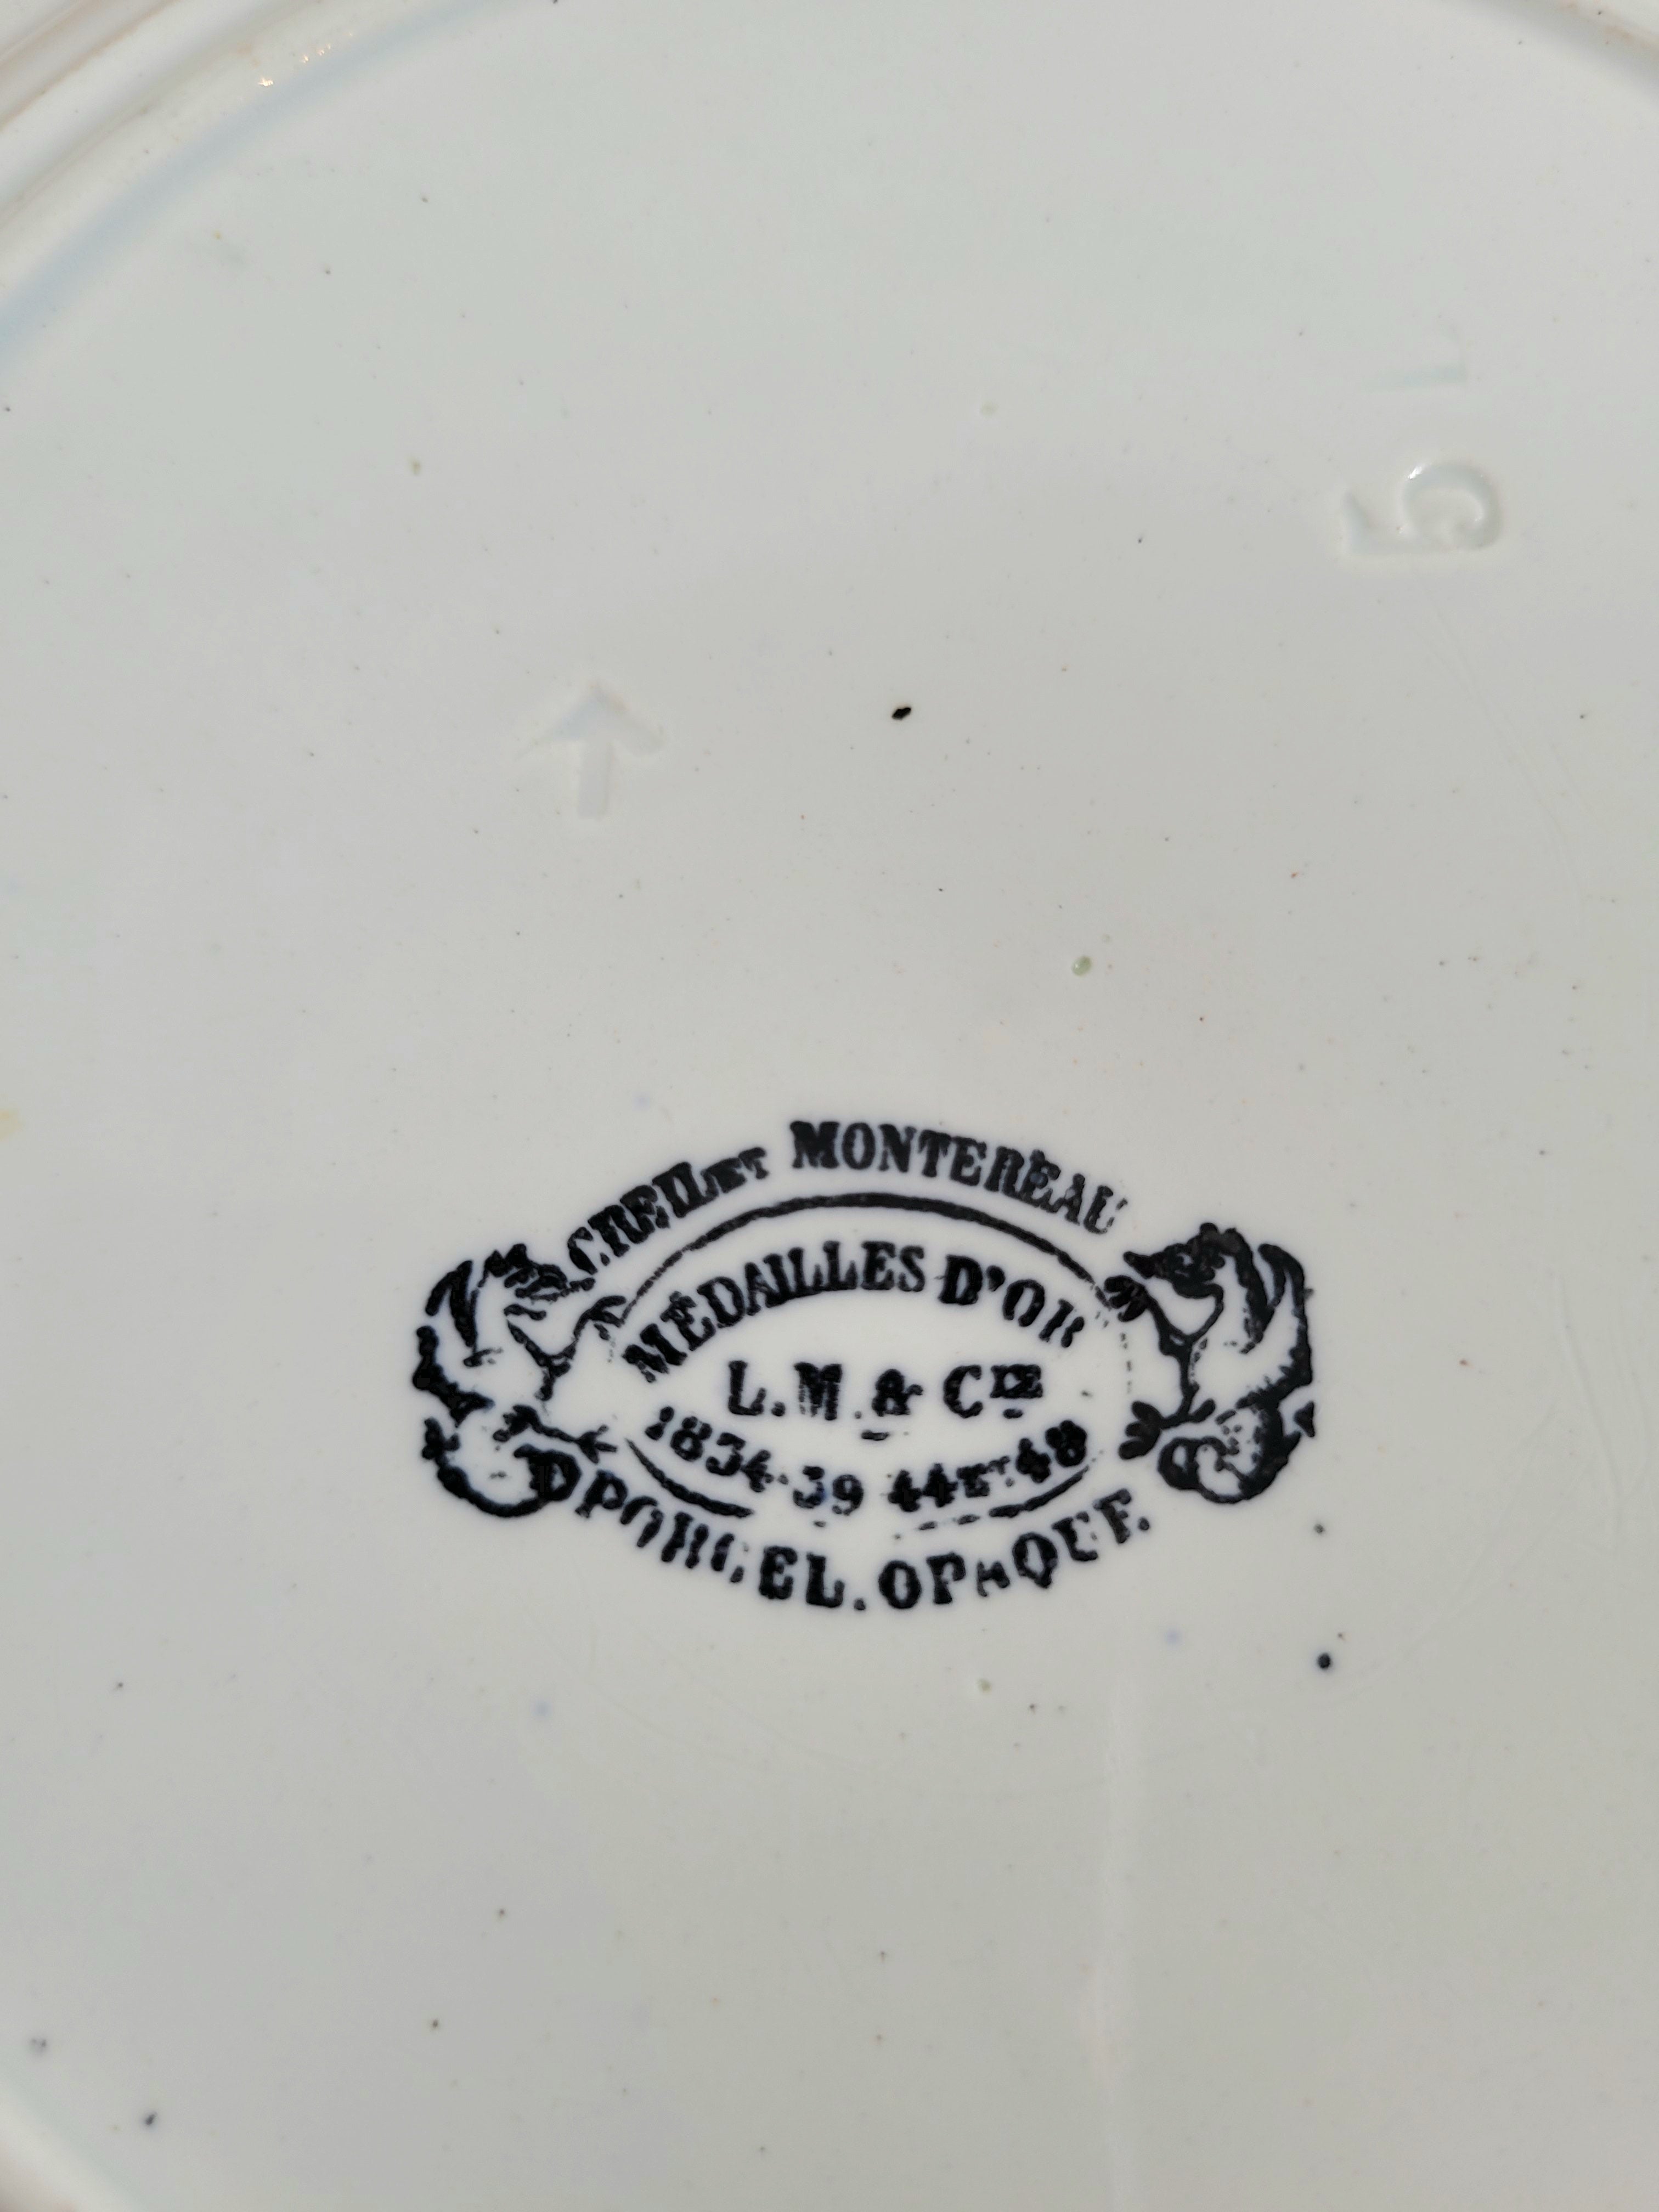 CREIL ET MONTEREAU
MÉDAILLES D'OR
L.M. & CIE
1834·39 44 ET 48
PORCEL. OPAQUE